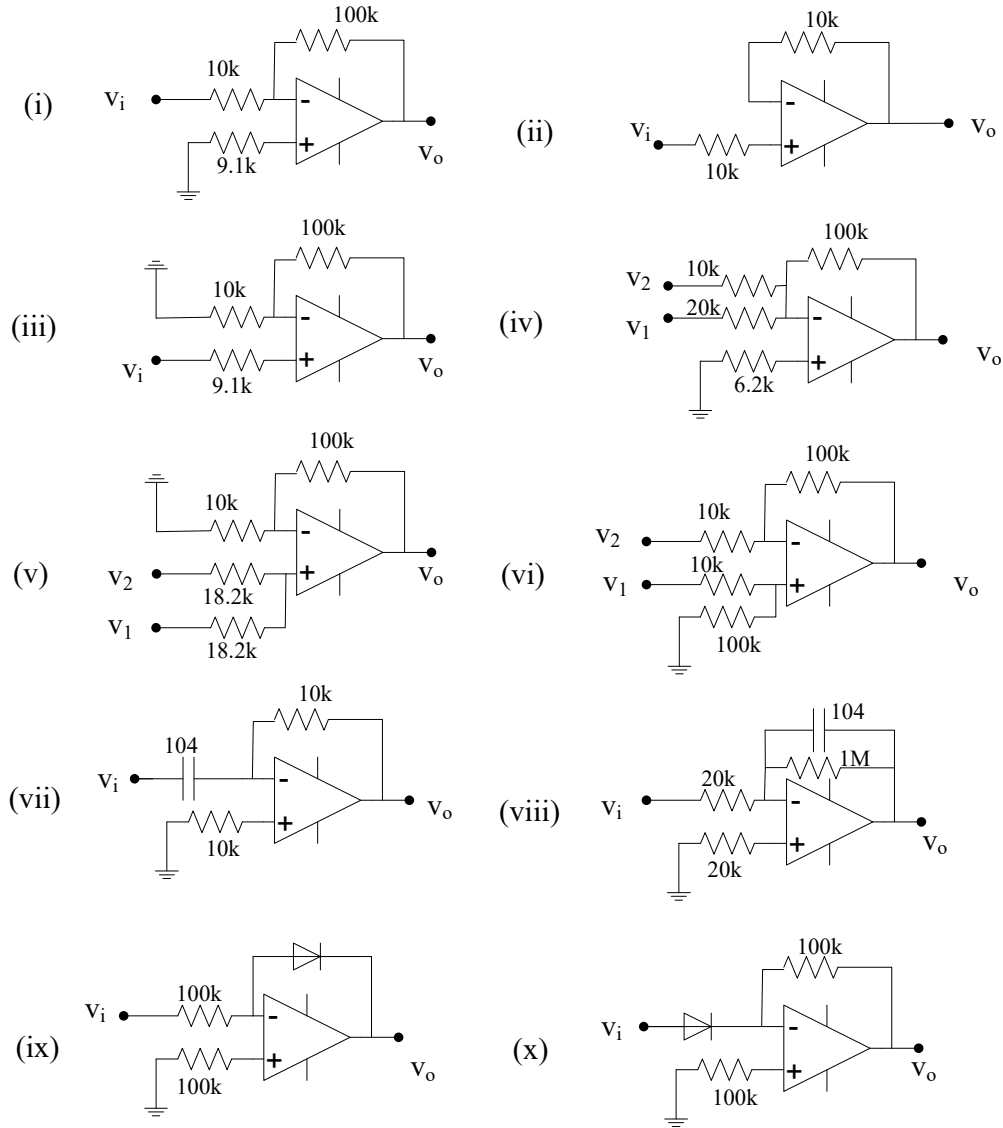 100k
10k
(i) vi - vo
+
9.1k
10k
(ii) - vo
vi +
10k
100k
10k
(iii) -
vi + vo
9.1k
100k
v2 10k
(iv) v1 20k -
+ vo
6.2k
100k
10k
-
(v) v2 + vo
18.2k
v1
18.2k
100k
10k
v2 -
(vi) v1 10k + vo
100k
10k
104
(vii) vi - vo
+
10k
104
1M
20k
(viii) vi - vo
+
20k
100k
(ix) vi - vo
+
100k
100k
(x) vi - vo
+
100k